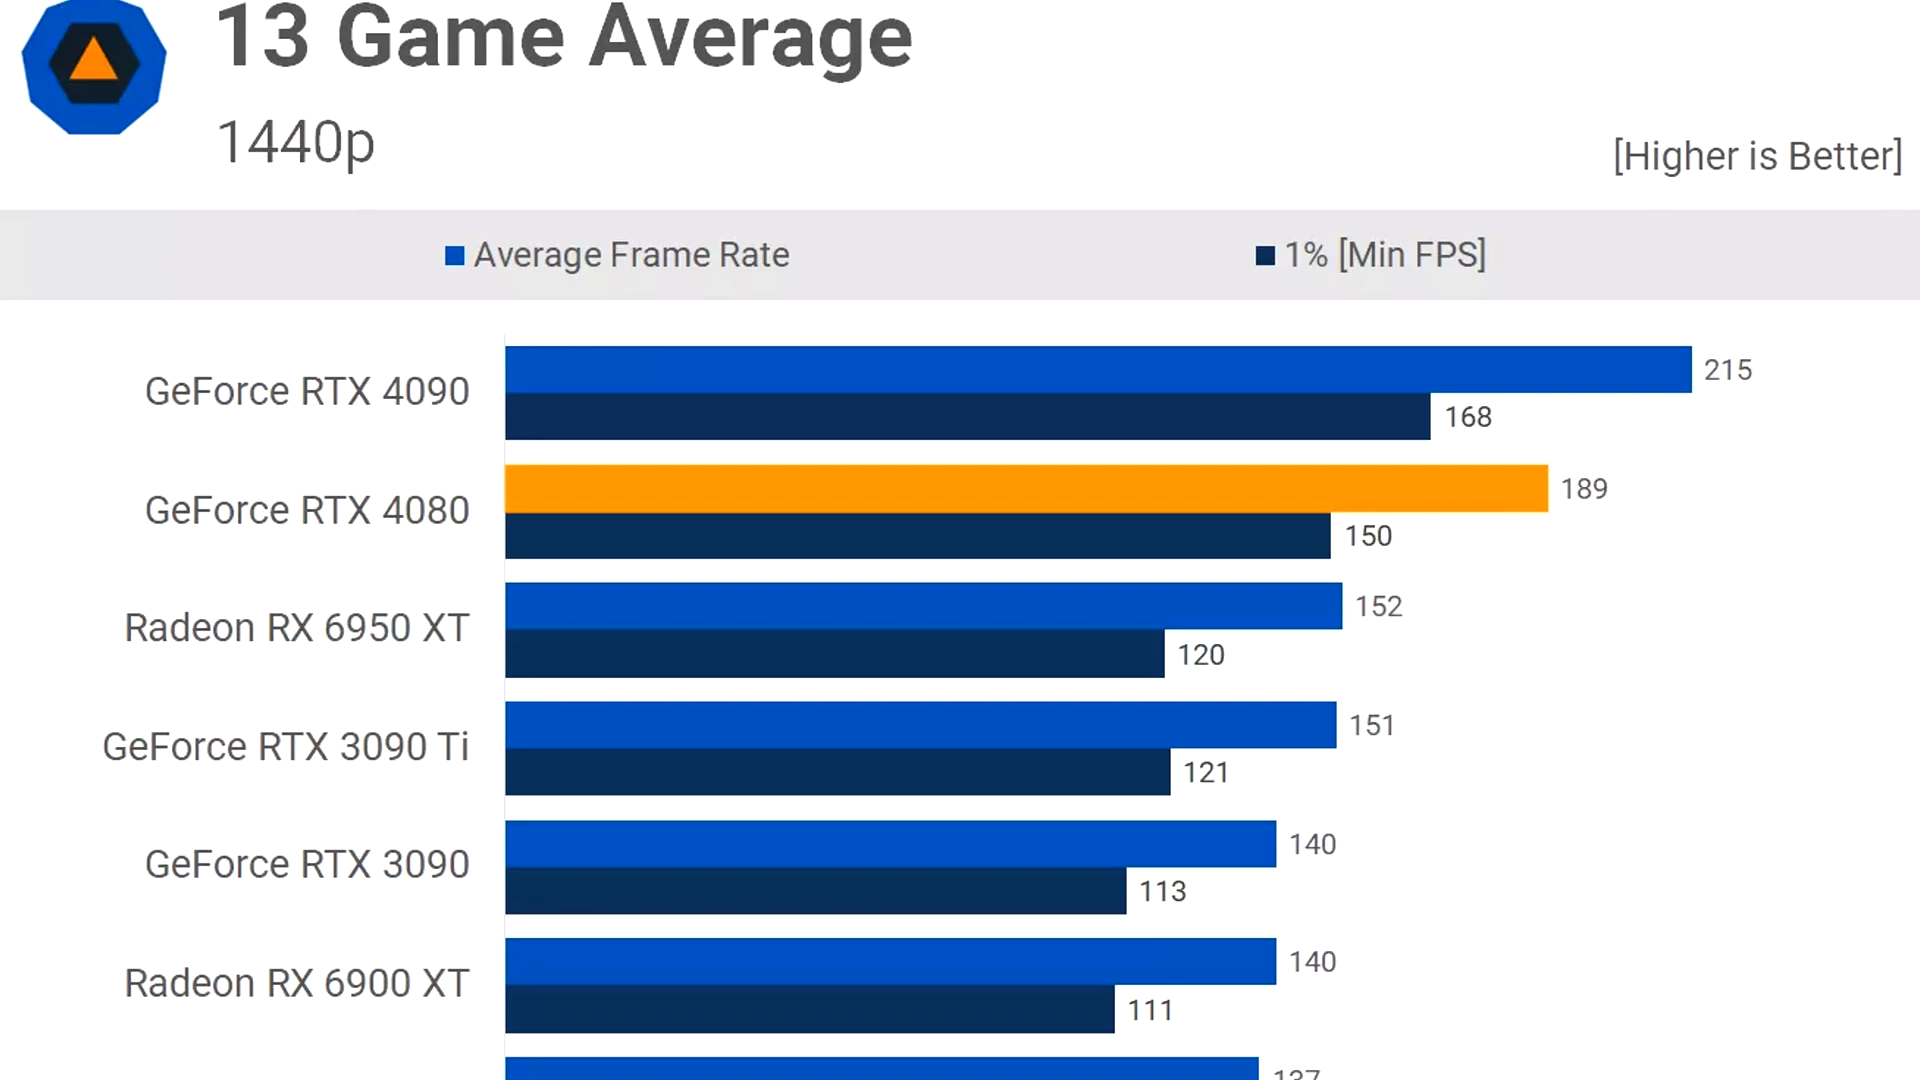 13 Game Average
1440p
[Higher is Better]
Average Frame Rate
1% [Min FPS]
GeForce RTX 4090
215
168
GeForce RTX 4080
189
150
Radeon RX 6950 XT
152
120
GeForce RTX 3090 Ti
151
121
GeForce RTX 3090
140
113
Radeon RX 6900 XT
140
111
137